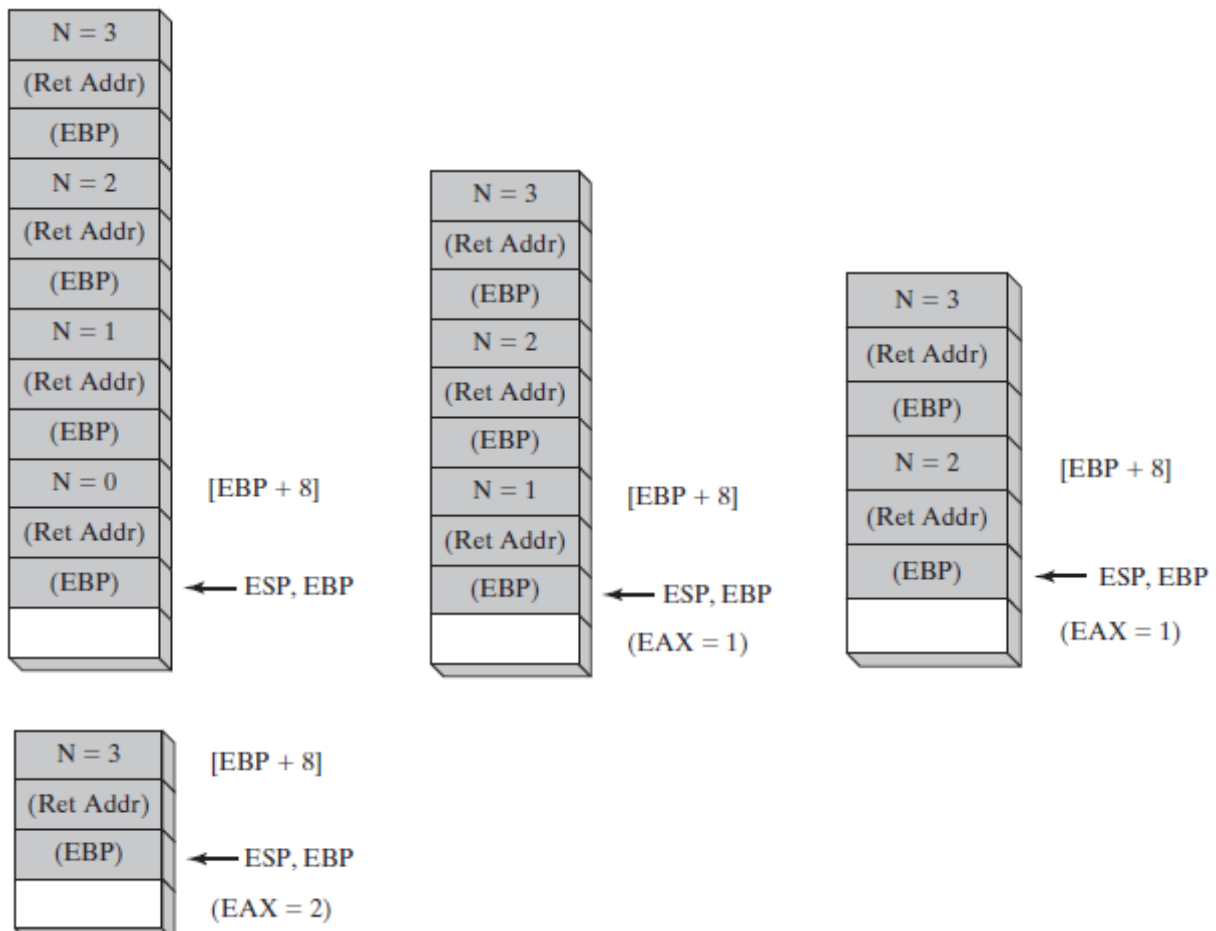 N = 3
(Ret Addr)
(EBP)
N = 2
(Ret Addr)
(EBP)
N = 1
(Ret Addr)
(EBP)
N = 0
[EBP + 8]
(Ret Addr)
(EBP)
ESP, EBP
N = 3
(Ret Addr)
(EBP)
N = 2
(Ret Addr)
(EBP)
N = 1
[EBP + 8]
(Ret Addr)
(EBP)
ESP, EBP
(EAX = 1)
N = 3
(Ret Addr)
(EBP)
N = 2
[EBP + 8]
(Ret Addr)
(EBP)
ESP, EBP
(EAX = 1)
N = 3
[EBP + 8]
(Ret Addr)
(EBP)
ESP, EBP
(EAX = 2)